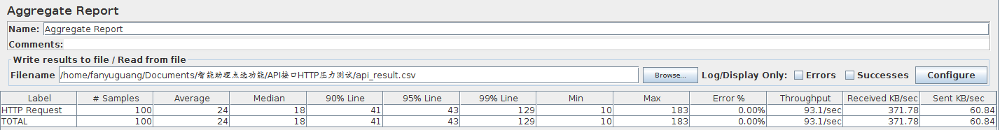 Aggregate Report
Name: Aggregate Report
Comments:
Write results to file / Read from file
Filename /home/fanyuguang/Documents/智能助理点选功能/API接口HTTP压力测试/api_result.csv Browse... Log/Display Only: Errors Successes Configure
Label # Samples Average Median 90% Line 95% Line 99% Line Min Max Error % Throughput Received KB/sec Sent KB/sec
HTTP Request 100 24 18 41 43 129 10 183 0.00% 93.1/sec 371.78 60.84
TOTAL 100 24 18 41 43 129 10 183 0.00% 93.1/sec 371.78 60.84